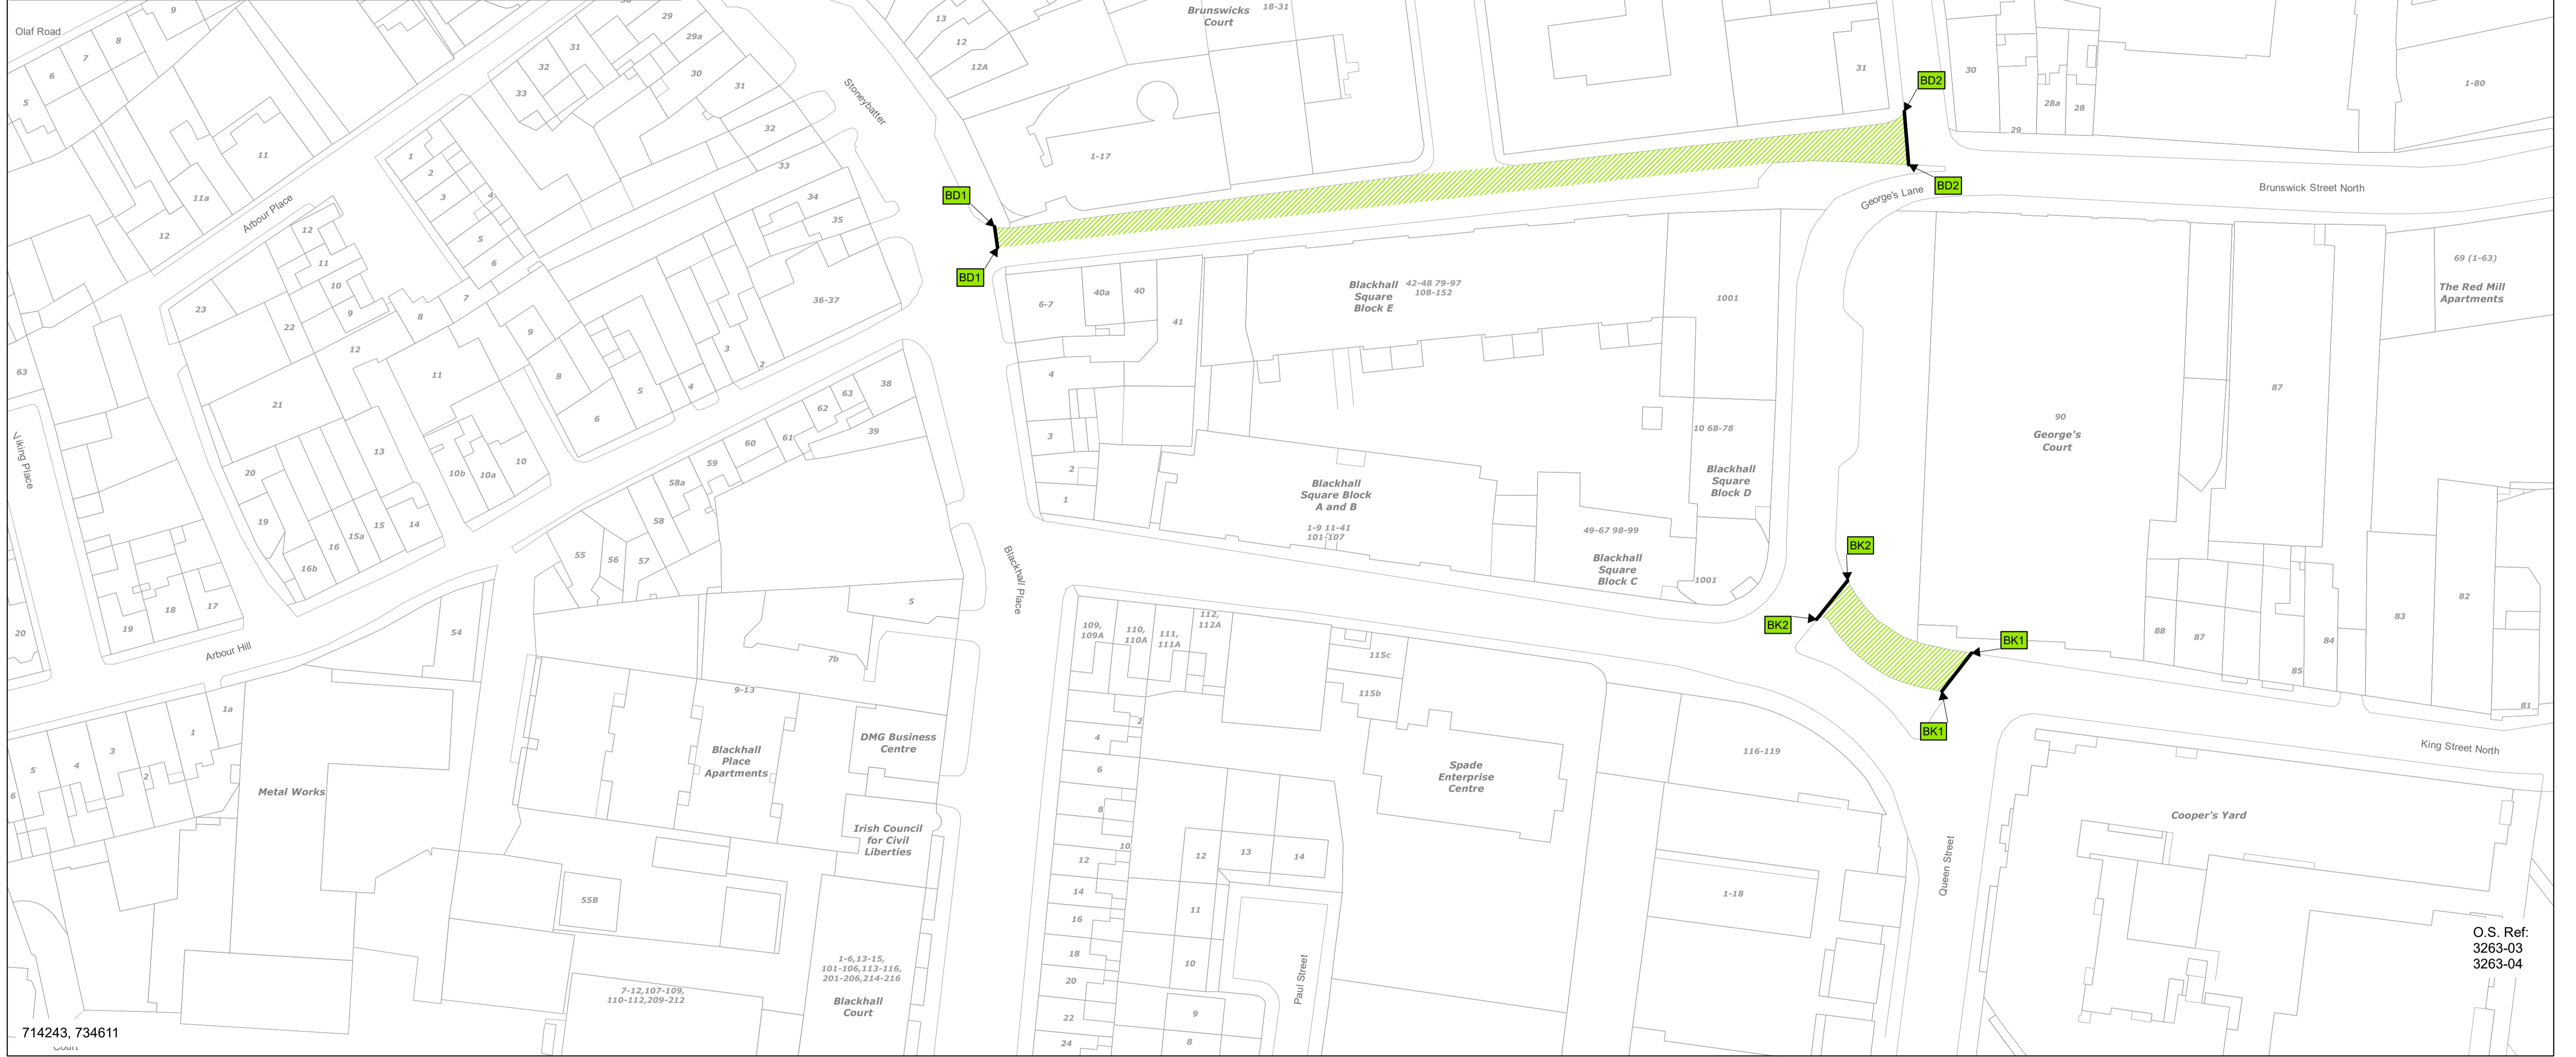 Olaf Road
9
8
7
6
5
11
11a
12
Arbour Place
33
32
31
29
29a
30
31
32
33
34
35
36-37
1
2
3
4
5
6
7
8
9
Stoneybatter
13
12
12A
Brunswicks
Court
18-31
1-17
31
BD2
BD2
BD1
BD1
30
29
28a
28
1-80
George's Lane
Brunswick Street North
69 (1-63)
The Red Mill
Apartments
12
11
10
9
23
22
12
11
21
20
19
13
16b
16
15a
15
14
10b
10a
10
9
8
6
5
4
3
2
63
Viking Place
20
19
18
17
Arbour Hill
54
55
56
57
58
58a
59
60
61
62
63
38
39
6-7
40a
40
41
4
3
2
1
Blackhall
Square
Block E
42-48 79-97
108-152
1001
10 68-78
Blackhall
Square
Block D
Blackhall
Square Block
A and B
1-9 11-41
101-107
49-67 98-99
Blackhall
Square
Block C
1001
90
George's
Court
87
BK2
BK2
BK1
BK1
88
87
85
84
83
82
81
King Street North
Blackhall Place
5
7b
9-13
DMG Business
Centre
Blackhall
Place
Apartments
Irish Council
for Civil
Liberties
Metal Works
1a
1
2
3
4
5
6
55B
1-6,13-15,
101-106,113-116,
201-206,214-216
Blackhall
Court
7-12,107-109,
110-112,209-212
109,
109A
110,
110A
111,
111A
112,
112A
115c
115b
2
4
6
8
10
12
14
16
18
20
22
24
12
13
14
11
10
9
8
Spade
Enterprise
Centre
116-119
1-18
Paul Street
Queen Street
Cooper's Yard
O.S. Ref:
3263-03
3263-04
714243, 734611